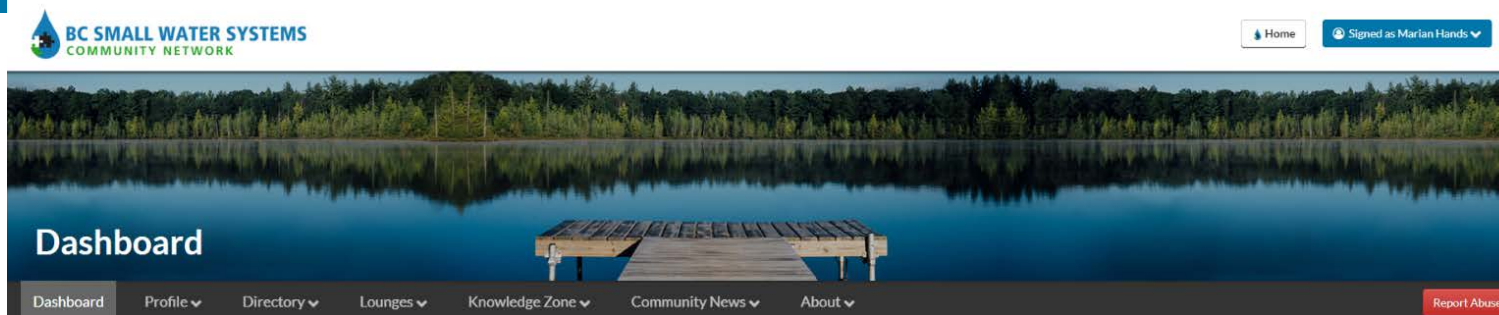 BC SMALL WATER SYSTEMS
COMMUNITY NETWORK
Home
Signed as Marian Hands
Dashboard
Dashboard Profile Directory Lounges Knowledge Zone Community News About
Report Abuse